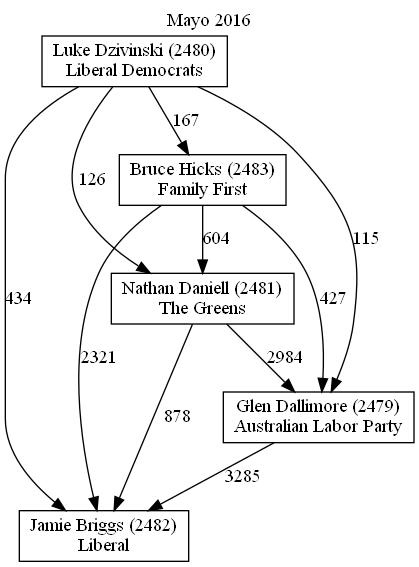 Mayo 2016
Luke Dzivinski (2480)
Liberal Democrats
167
126
Bruce Hicks (2483)
Family First
434
604
115
427
Nathan Daniell (2481)
The Greens
2321
2984
878
Glen Dallimore (2479)
Australian Labor Party
3285
Jamie Briggs (2482)
Liberal